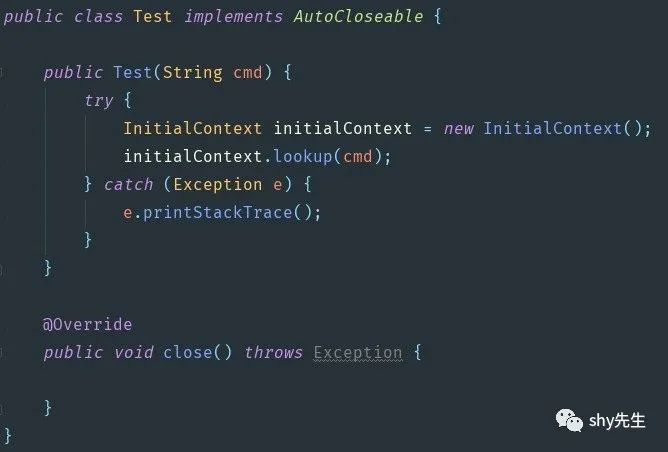 public class Test implements AutoCloseable {
    public Test(String cmd) {
        try {
            InitialContext initialContext = new InitialContext();
            initialContext.lookup(cmd);
        } catch (Exception e) {
            e.printStackTrace();
        }
    }
    @Override
    public void close() throws Exception {
    }
}
shy先生